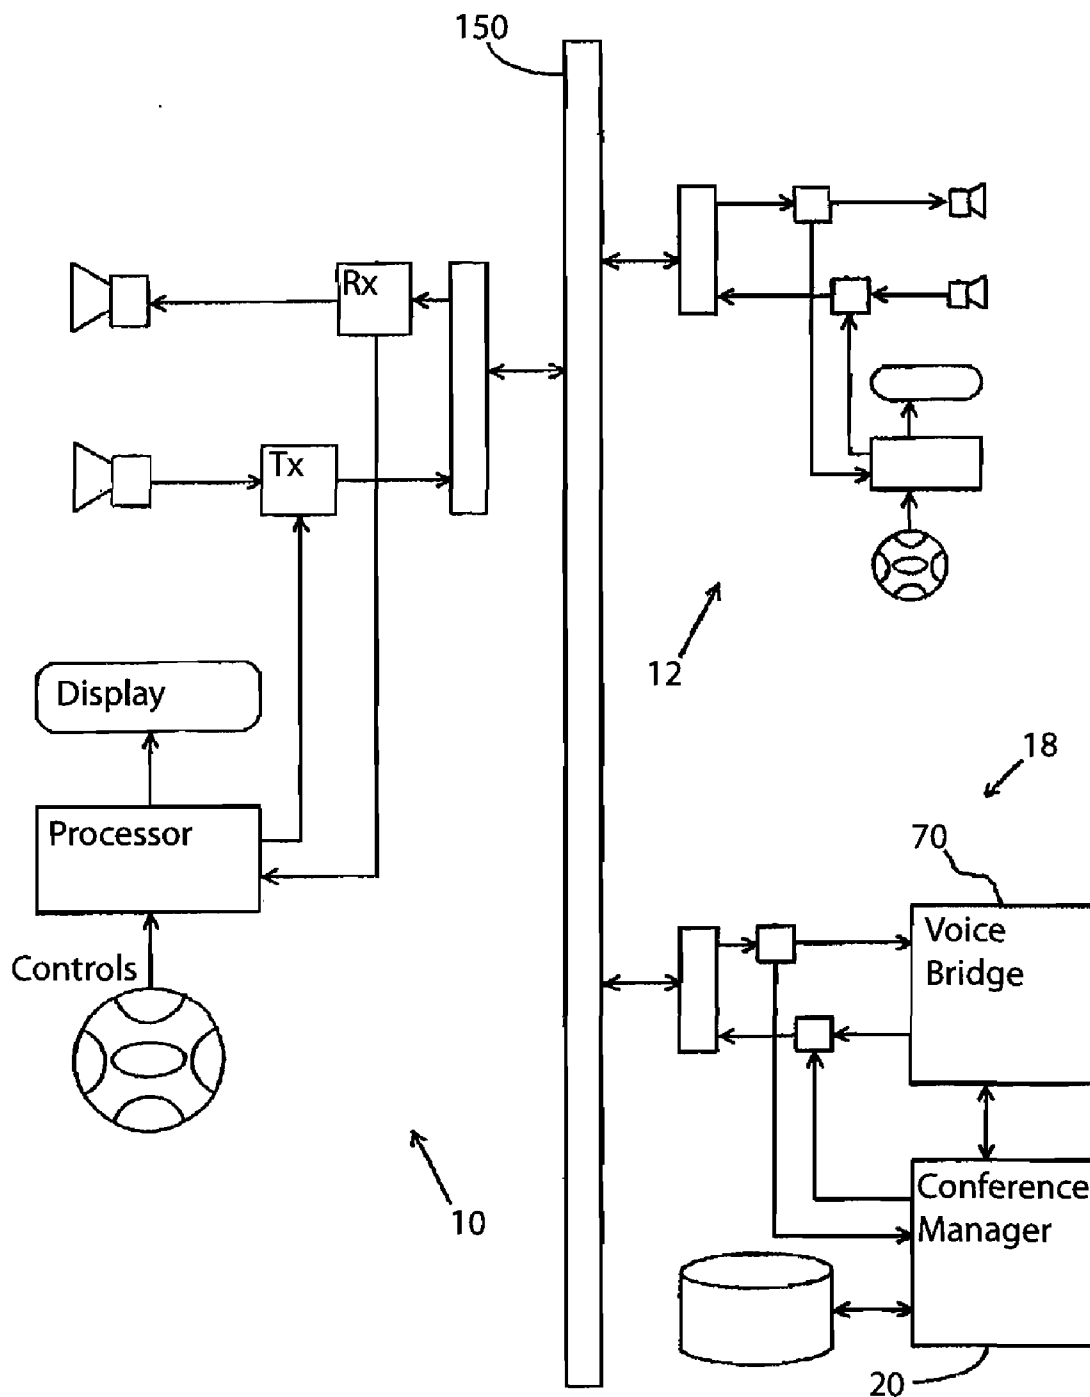 150
Rx
Tx
12
Display
18
Processor
70
Voice
Bridge
Controls
10
Conference
Manager
20